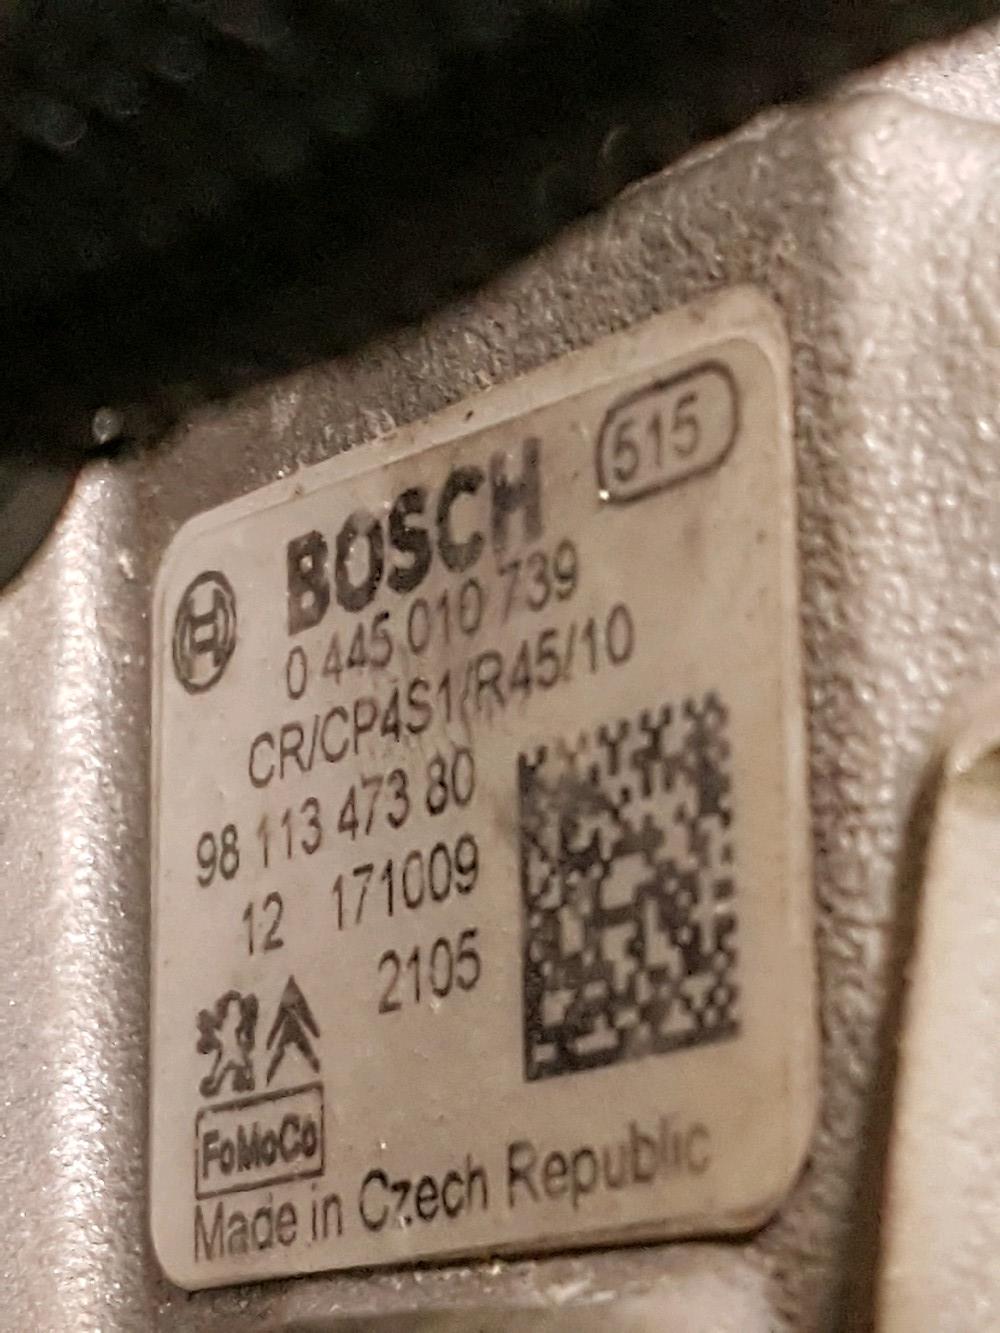 515
BOSCH
0 445 010 739
CR/CP4S1/R45/10
98 113 473 80
12 171009
2105
FoMoCo
Made in Czech Republic